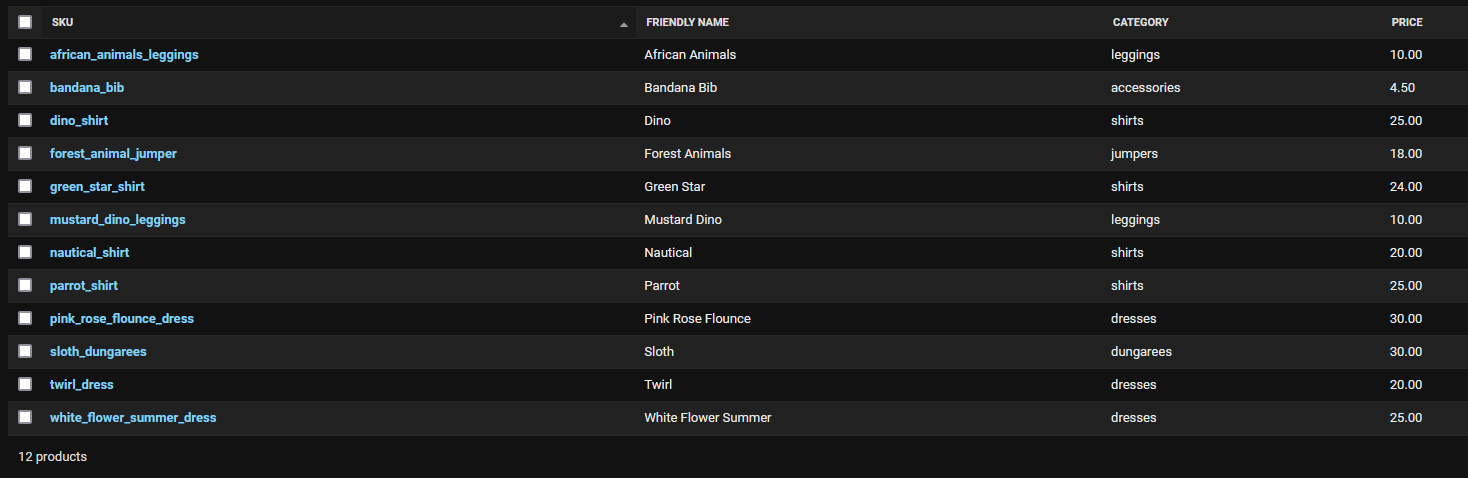 SKU FRIENDLY NAME CATEGORY PRICE
african_animals_leggings African Animals leggings 10.00
bandana_bib Bandana Bib accessories 4.50
dino_shirt Dino shirts 25.00
forest_animal_jumper Forest Animals jumpers 18.00
green_star_shirt Green Star shirts 24.00
mustard_dino_leggings Mustard Dino leggings 10.00
nautical_shirt Nautical shirts 20.00
parrot_shirt Parrot shirts 25.00
pink_rose_flounce_dress Pink Rose Flounce dresses 30.00
sloth_dungarees Sloth dungarees 30.00
twirl_dress Twirl dresses 20.00
white_flower_summer_dress White Flower Summer dresses 25.00
12 products